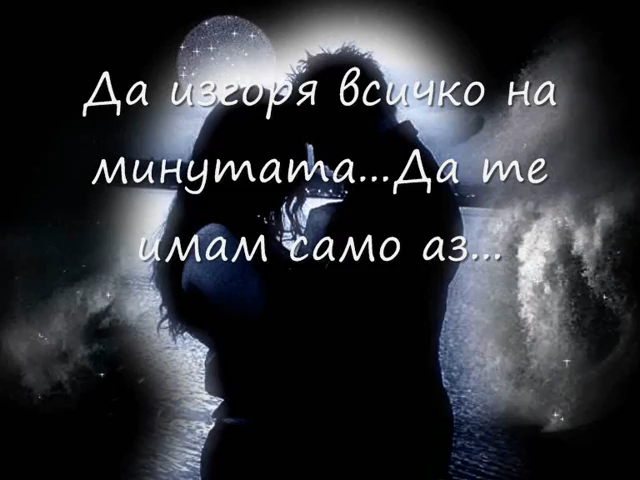 Да изгоря всичко на
минутата...Да те
имам само аз...